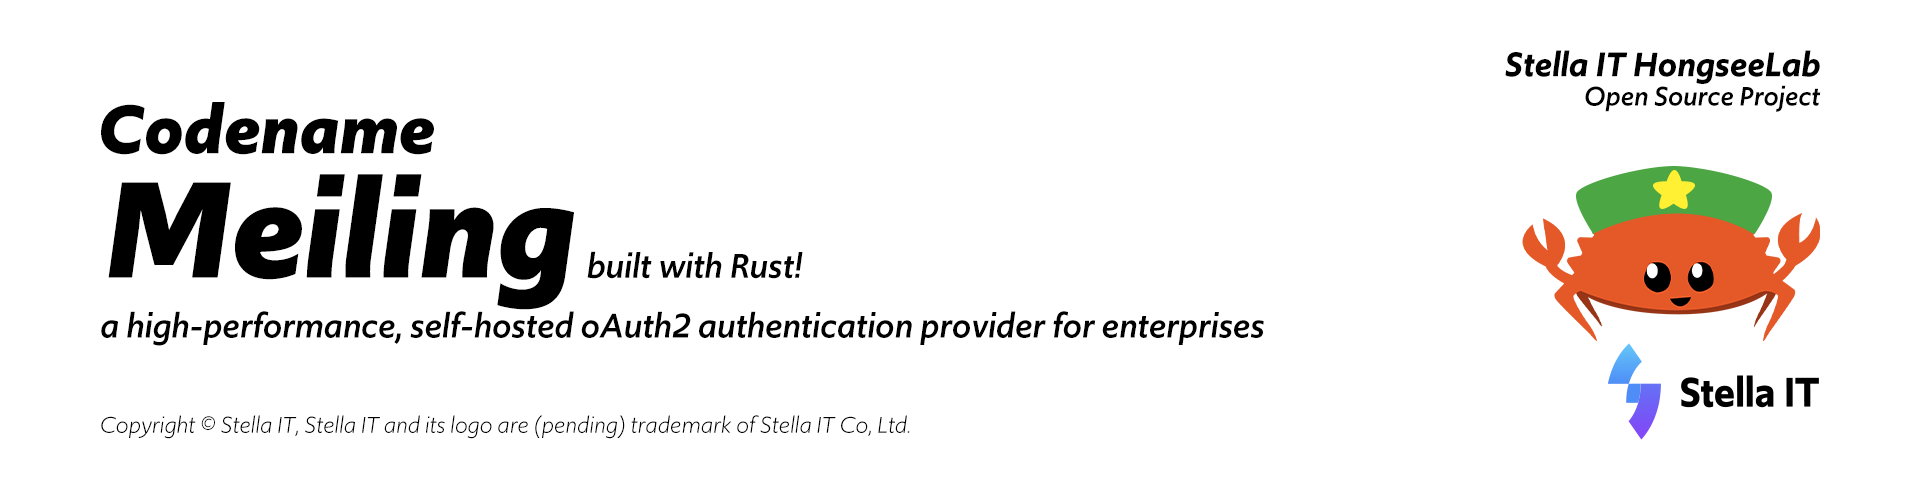 Stella IT HongseeLab
Open Source Project
Codename
Meiling built with Rust!
a high-performance, self-hosted oAuth2 authentication provider for enterprises
Stella IT
Copyright © Stella IT, Stella IT and its logo are (pending) trademark of Stella IT Co, Ltd.